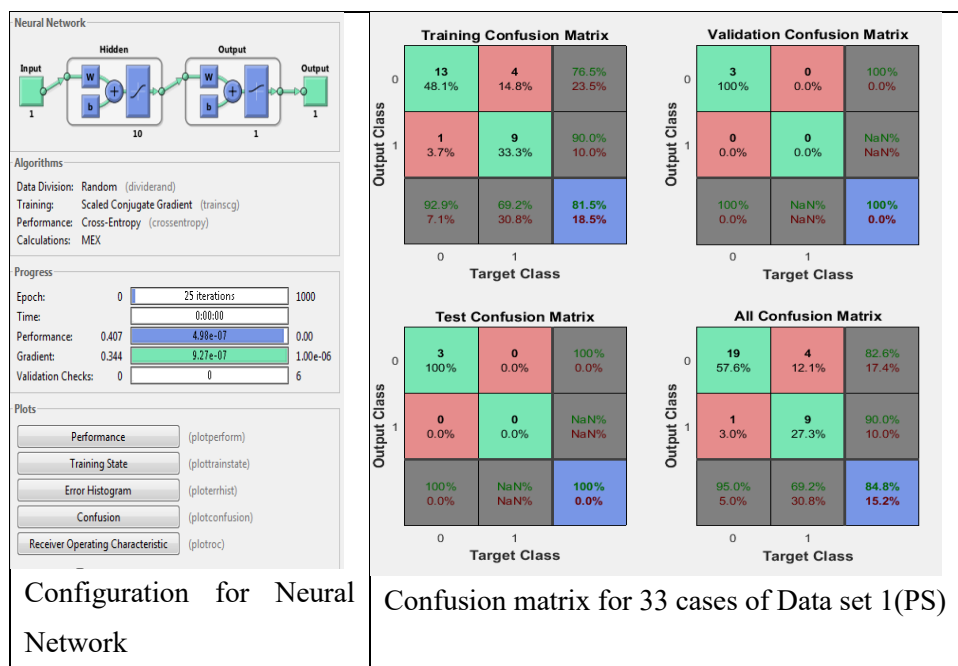 Neural Network
Hidden
Output
Input
Output
W
b
+
W
b
+
1
10
1
1
Algorithms
Data Division: Random (dividerand)
Training: Scaled Conjugate Gradient (trainscg)
Performance: Cross-Entropy (crossentropy)
Calculations: MEX
Progress
Epoch: 0 25 iterations 1000
Time: 0:00:00
Performance: 0.407 4.98e-07 0.00
Gradient: 0.344 9.27e-07 1.00e-06
Validation Checks: 0 0 6
Plots
Performance (plotperform)
Training State (plottrainstate)
Error Histogram (ploterrhist)
Confusion (plotconfusion)
Receiver Operating Characteristic (plotroc)
Configuration for Neural
Network
Training Confusion Matrix
Output Class
0 13 4 76.5%
48.1% 14.8% 23.5%
1 1 9 90.0%
3.7% 33.3% 10.0%
92.9% 69.2% 81.5%
7.1% 30.8% 18.5%
0 1
Target Class
Validation Confusion Matrix
Output Class
0 3 0 100%
100% 0.0% 0.0%
1 0 0 NaN%
0.0% 0.0% NaN%
100% NaN% 100%
0.0% NaN% 0.0%
0 1
Target Class
Test Confusion Matrix
Output Class
0 3 0 100%
100% 0.0% 0.0%
1 0 0 NaN%
0.0% 0.0% NaN%
100% NaN% 100%
0.0% NaN% 0.0%
0 1
Target Class
All Confusion Matrix
Output Class
0 19 4 82.6%
57.6% 12.1% 17.4%
1 1 9 90.0%
3.0% 27.3% 10.0%
95.0% 69.2% 84.8%
5.0% 30.8% 15.2%
0 1
Target Class
Confusion matrix for 33 cases of Data set 1(PS)